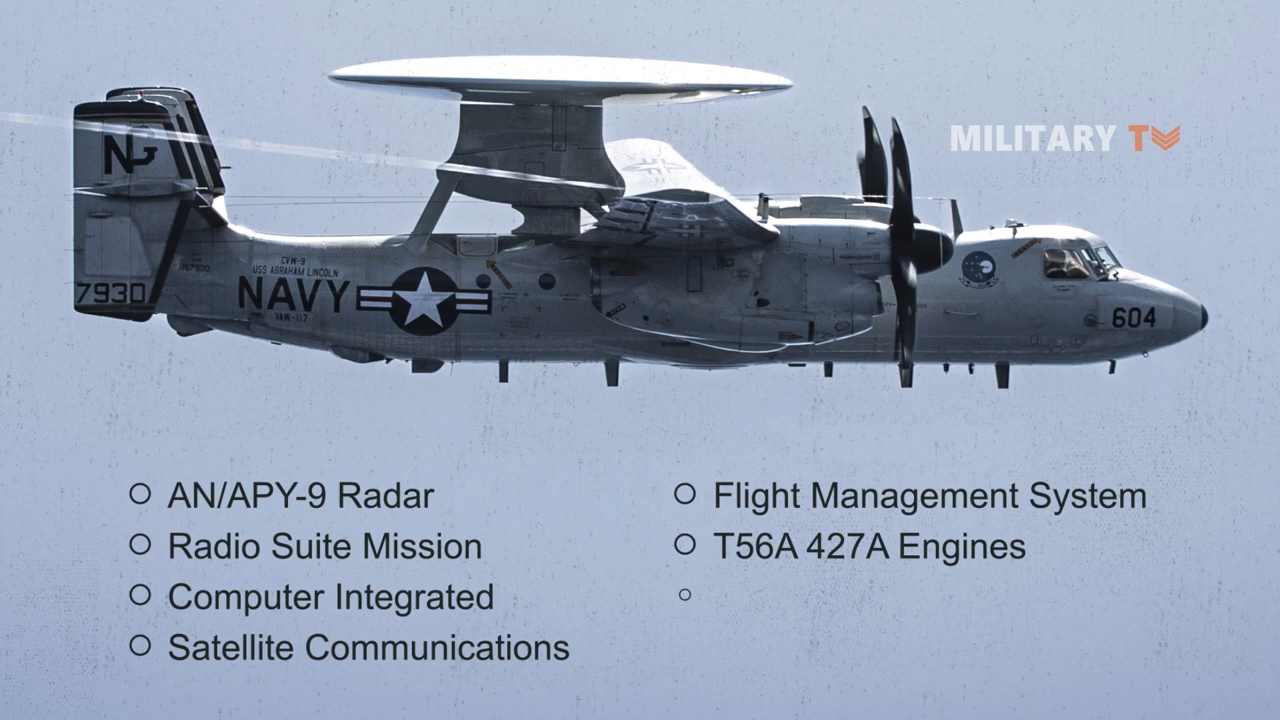 MILITARY TV
NG
CVW-9
USS ABRAHAM LINCOLN
NAVY
VAW-117
7930
604
AN/APY-9 Radar
Radio Suite Mission
Computer Integrated
Satellite Communications
Flight Management System
T56A 427A Engines